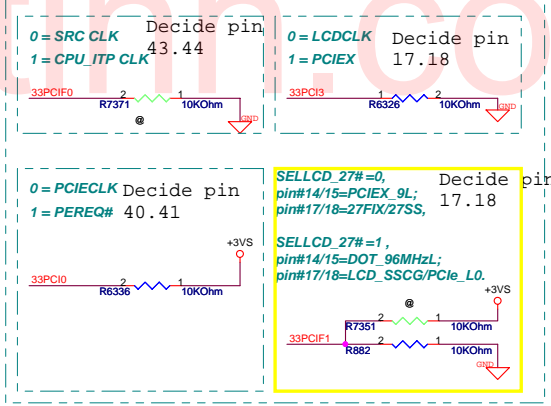 tinn.co
0 = SRC CLK
Decide pin
43.44
1 = CPU_ITP CLK
33PCIF0
2
1
R7371
10KOhm
GND
@
0 = LCDCLK
Decide pin
1 = PCIEX
17.18
33PCI3
1
2
R6326
10KOhm
GND
0 = PCIECLK
Decide pin
1 = PEREQ#
40.41
+3VS
33PCI0
2
1
R6336
10KOhm
SELLCD_27# =0,
Decide pin
pin#14/15=PCIEX_9L;
17.18
pin#17/18=27FIX/27SS,
SELLCD_27# =1 ,
pin#14/15=DOT_96MHzL;
pin#17/18=LCD_SSCG/PCIe_L0.
+3VS
@
2
1
R7351
10KOhm
33PCIF1
2
1
R882
10KOhm
GND